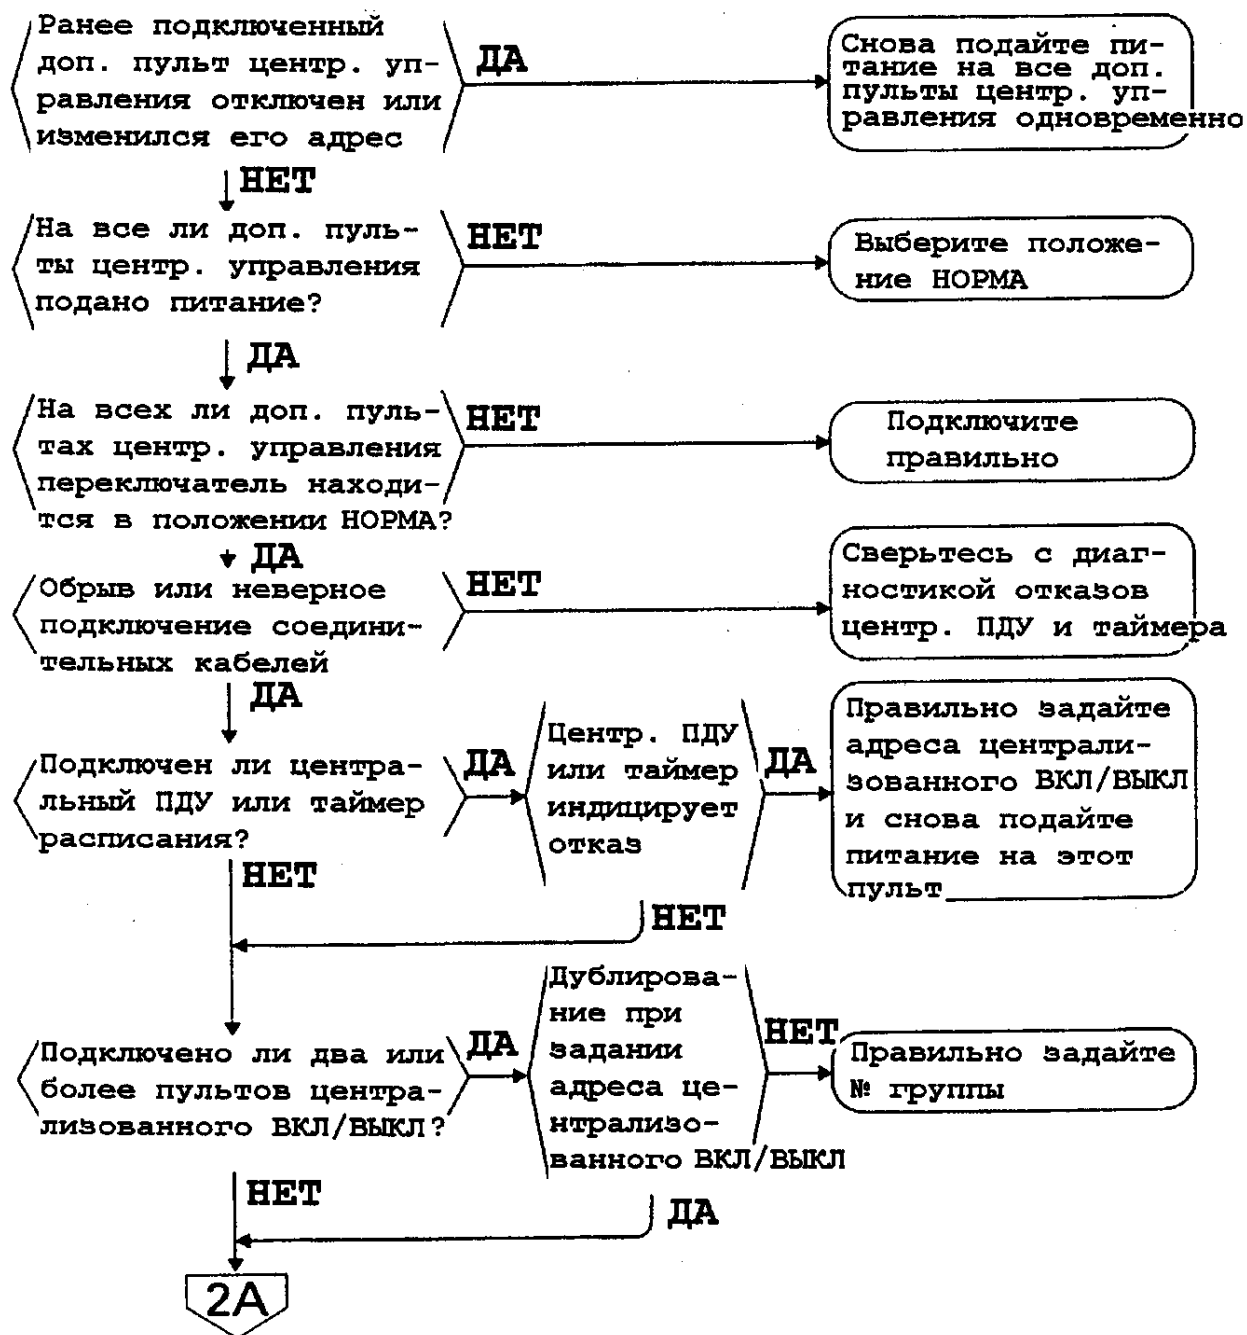 Ранее подключенный
доп. пульт центр. уп-
равления отключен или
изменился его адрес
ДА
Снова подайте пи-
тание на все доп.
пульты центр. уп-
равления одновременно
НЕТ
На все ли доп. пуль-
ты центр. управления
подано питание?
НЕТ
Выберите положе-
ние НОРМА
ДА
На всех ли доп. пуль-
тах центр. управления
переключатель находи-
тся в положении НОРМА?
НЕТ
Подключите
правильно
ДА
Обрыв или неверное
подключение соедини-
тельных кабелей
НЕТ
Сверьтесь с диаг-
ностикой отказов
центр. ПДУ и таймера
ДА
Подключен ли центра-
льный ПДУ или таймер
расписания?
ДА
Центр. ПДУ
или таймер
индицирует
отказ
ДА
Правильно задайте
адреса централи-
зованного ВКЛ/ВЫКЛ
и снова подайте
питание на этот
пульт
НЕТ
НЕТ
Подключено ли два или
более пультов центра-
лизованного ВКЛ/ВЫКЛ?
ДА
Дублирова-
ние при
задании
адреса це-
нтрализо-
ванного ВКЛ/ВЫКЛ
НЕТ
Правильно задайте
№ группы
НЕТ
ДА
2A